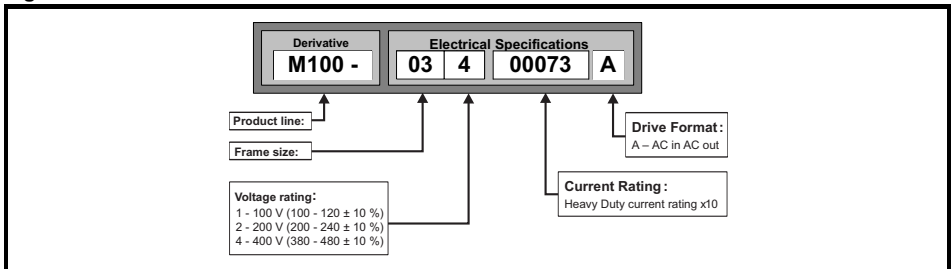 Derivative
Electrical Specifications
M100 -
03 4 00073 A
Product line:
Frame size:
Voltage rating:
1 - 100 V (100 - 120 ± 10 %)
2 - 200 V (200 - 240 ± 10 %)
4 - 400 V (380 - 480 ± 10 %)
Drive Format:
A – AC in AC out
Current Rating :
Heavy Duty current rating x10